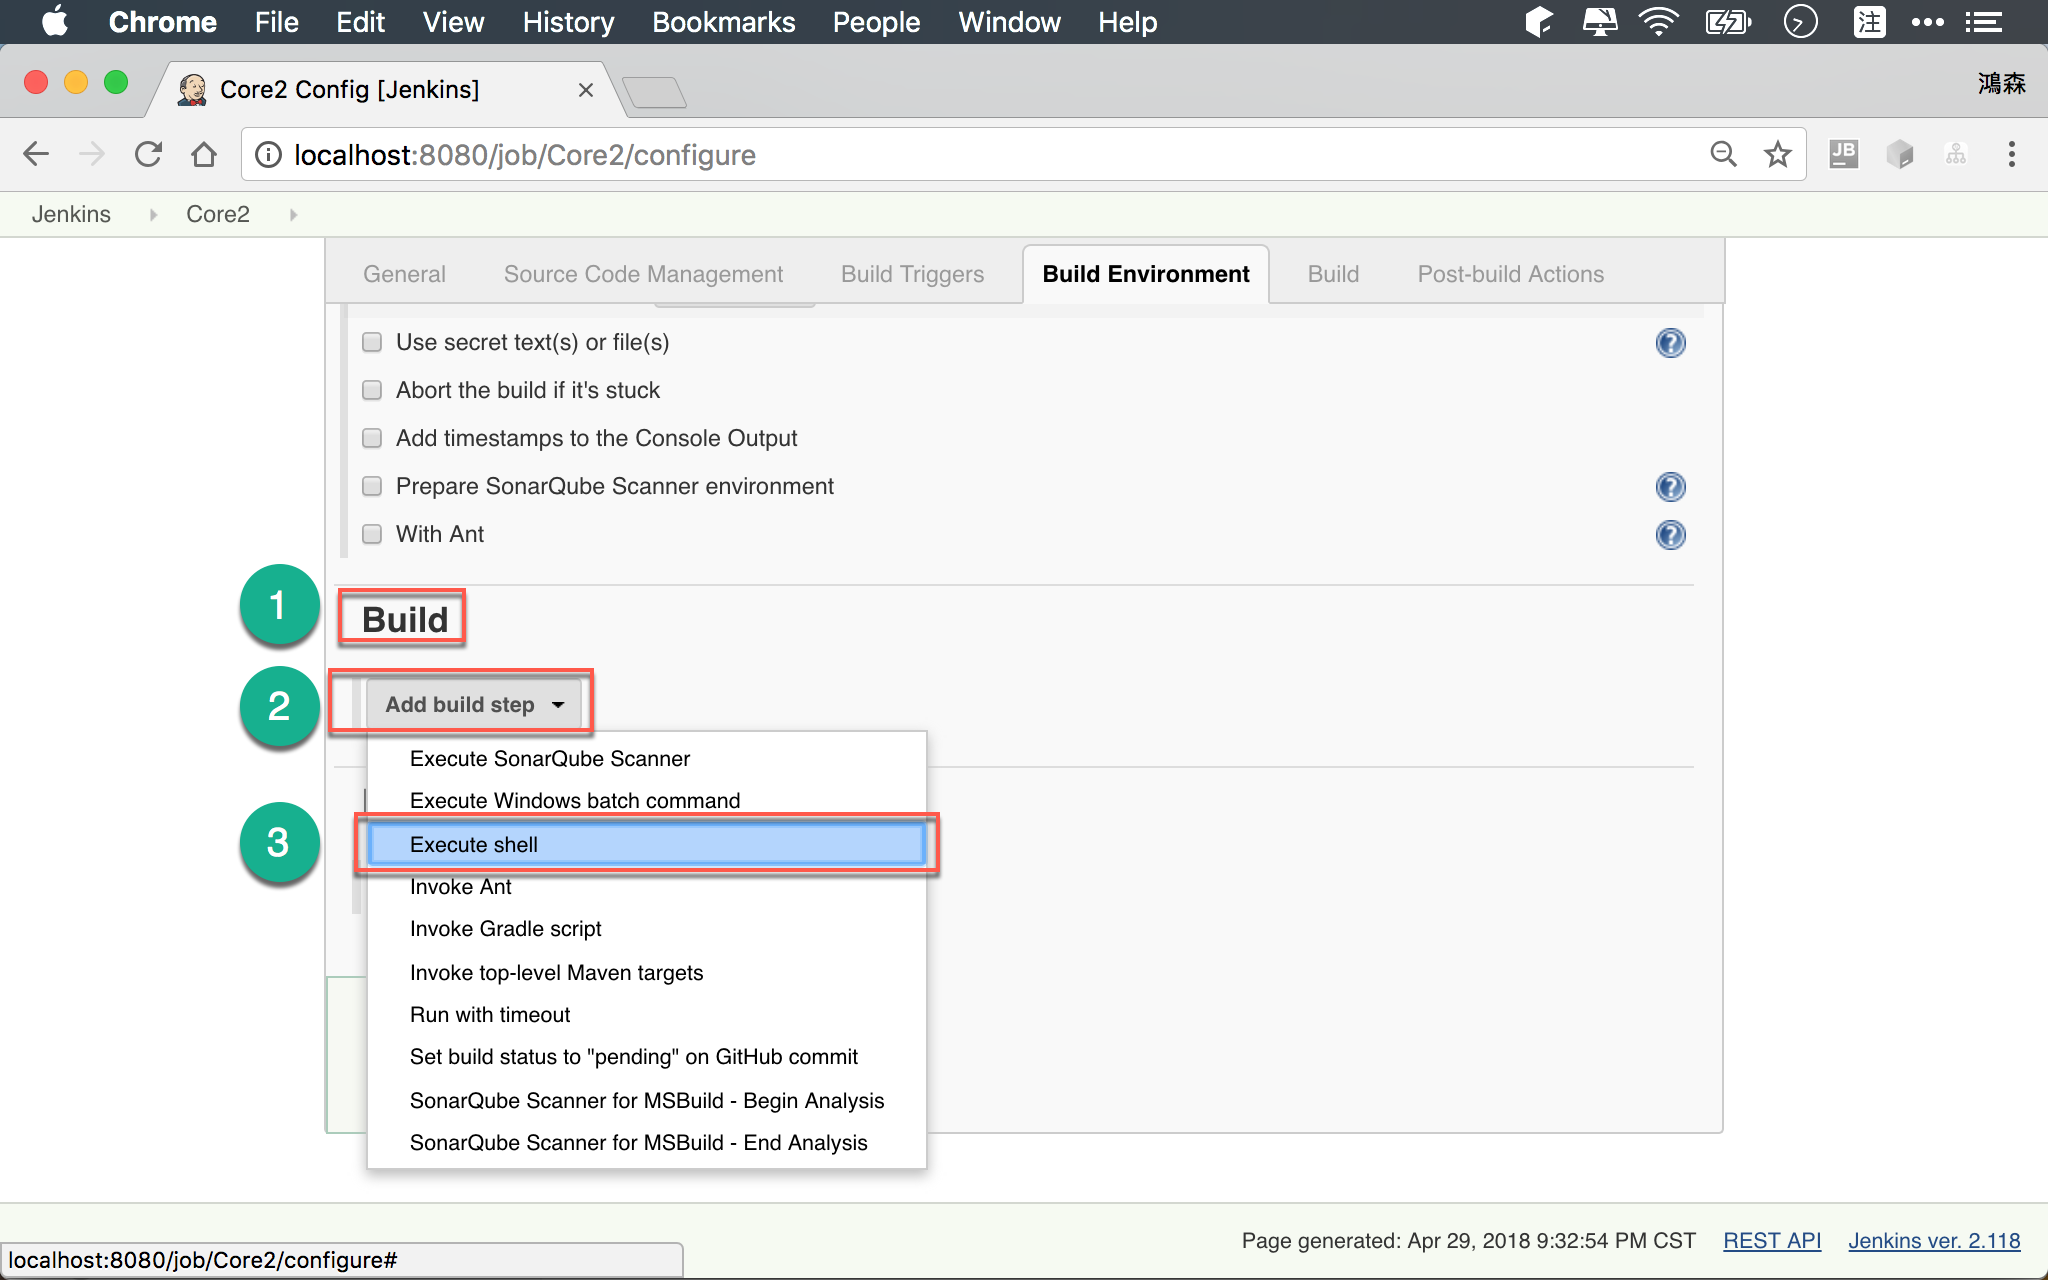 Chrome File Edit View History Bookmarks People Window Help 注
Core2 Config [Jenkins] 鴻森
localhost:8080/job/Core2/configure JB
Jenkins Core2
General Source Code Management Build Triggers Build Environment Build Post-build Actions
Use secret text(s) or file(s) ?
Abort the build if it's stuck
Add timestamps to the Console Output
Prepare SonarQube Scanner environment ?
With Ant ?
1 Build
2 Add build step
Execute SonarQube Scanner
Execute Windows batch command
3 Execute shell
Invoke Ant
Invoke Gradle script
Invoke top-level Maven targets
Run with timeout
Set build status to "pending" on GitHub commit
SonarQube Scanner for MSBuild - Begin Analysis
SonarQube Scanner for MSBuild - End Analysis
Page generated: Apr 29, 2018 9:32:54 PM CST REST API Jenkins ver. 2.118
localhost:8080/job/Core2/configure#